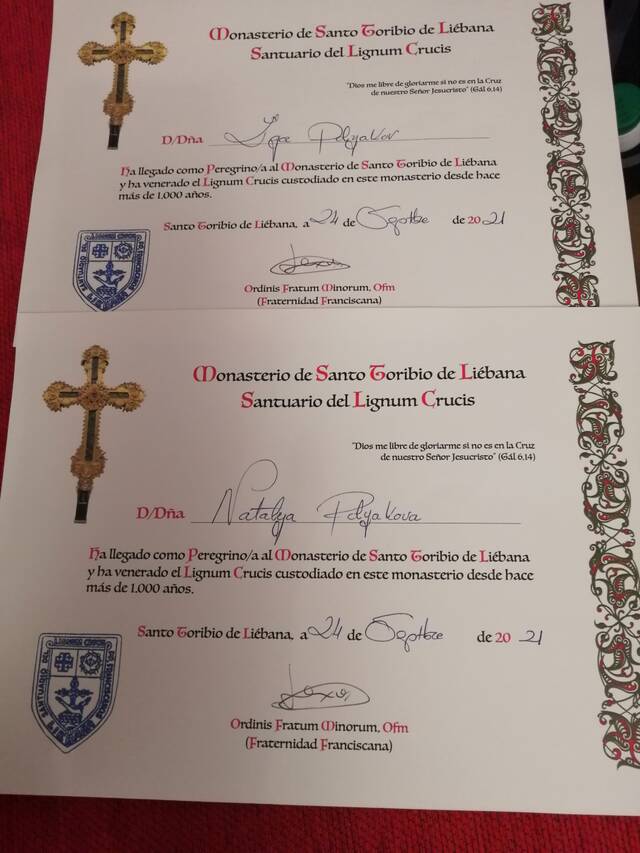 Monasterio de Santo Toribio de Liébana
Santuario del Lignum Crucis
"Dios me libre de gloriarme si no es en la Cruz
de nuestro Señor Jesucristo" (Gál 6,14)
D/Dña Polyakov
Ha llegado como Peregrino/a al Monasterio de Santo Toribio de Liébana
y ha venerado el Lignum Crucis custodiado en este monasterio desde hace
más de 1.000 años.
Santo Toribio de Liébana, a 24 de de 2021
Ordinis Fratum Minorum, Ofm
(Fraternidad Franciscana)
Monasterio de Santo Toribio de Liébana
Santuario del Lignum Crucis
"Dios me libre de gloriarme si no es en la Cruz
de nuestro Señor Jesucristo" (Gál 6,14)
D/Dña Natalya Polyakova
Ha llegado como Peregrino/a al Monasterio de Santo Toribio de Liébana
y ha venerado el Lignum Crucis custodiado en este monasterio desde hace
más de 1.000 años.
Santo Toribio de Liébana, a 24 de de 2021
SANTUARIO DEL LIGNUM CRUCIS
Ordinis Fratum Minorum, Ofm
(Fraternidad Franciscana)